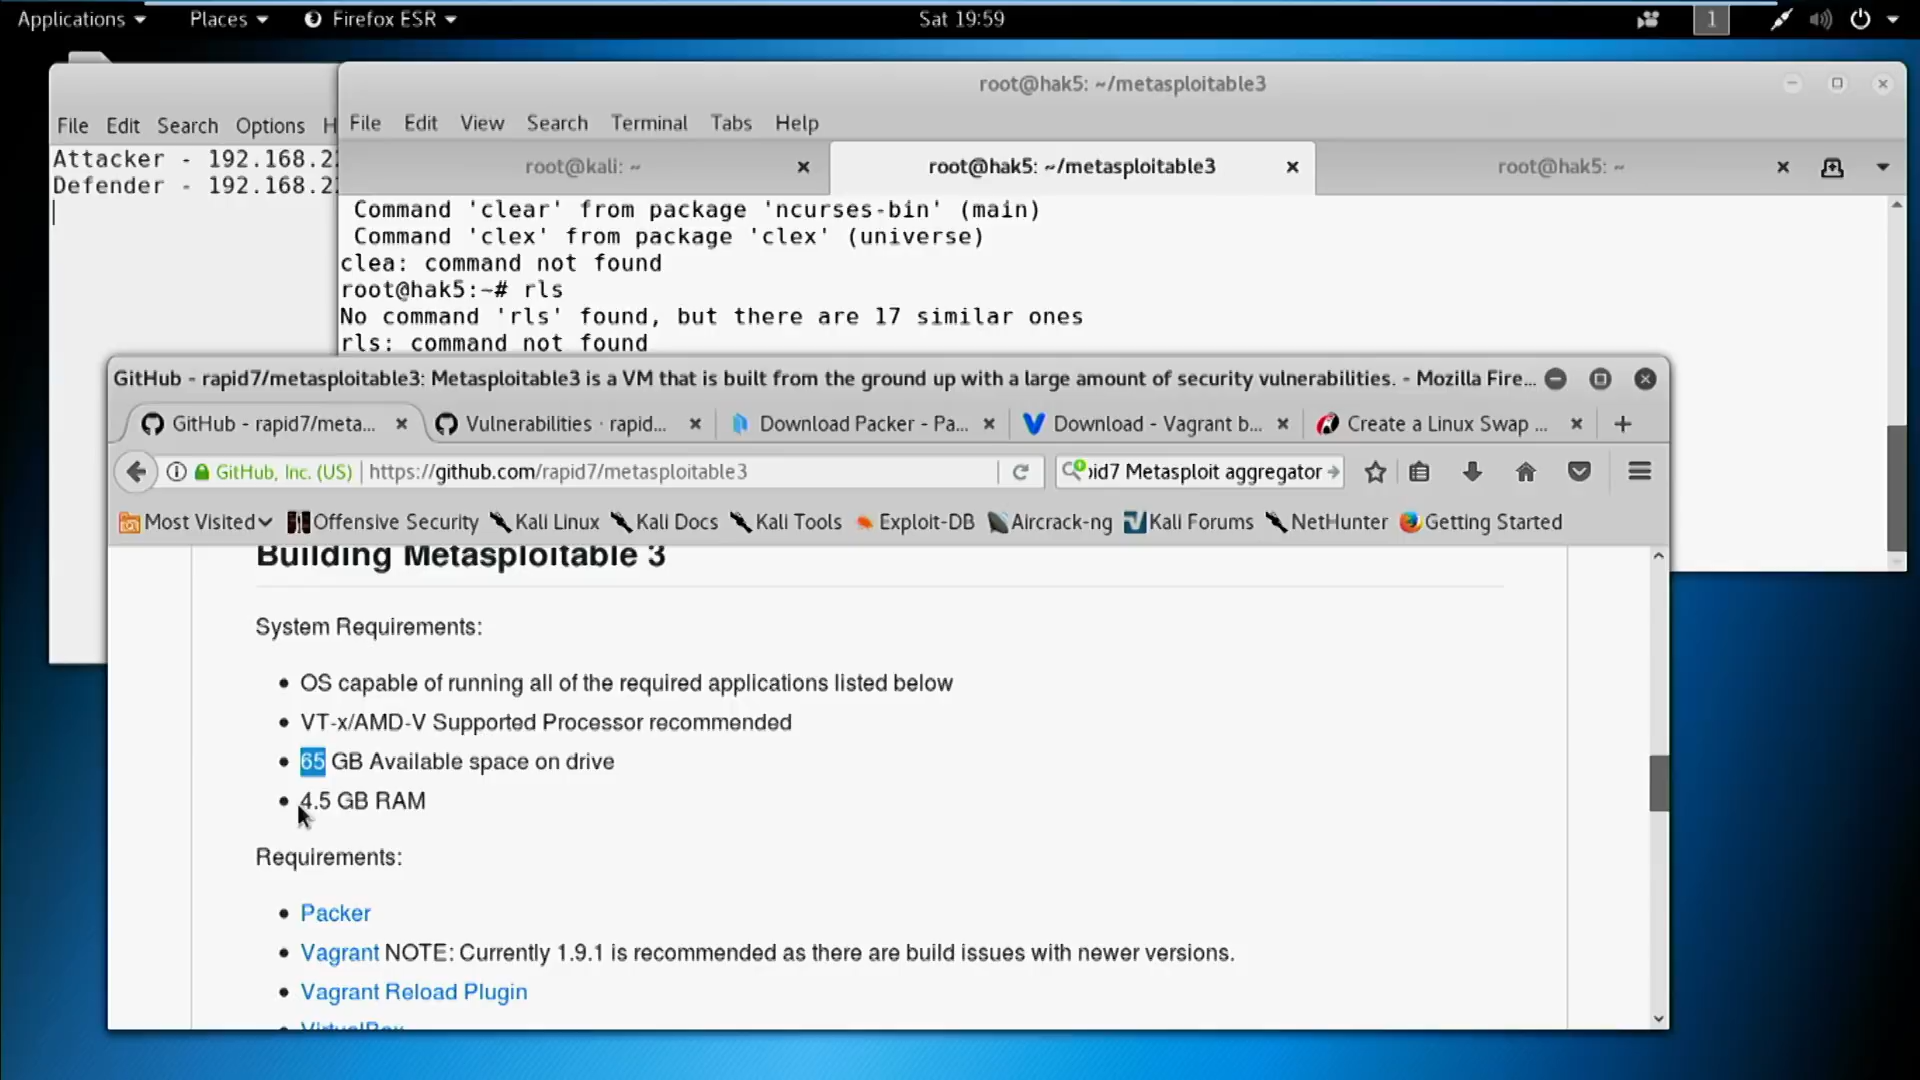 Applications Places Firefox ESR Sat 19:59 1
root@hak5: ~/metasploitable3
File Edit Search Options
Attacker - 192.168.2
Defender - 192.168.2
File Edit View Search Terminal Tabs Help
root@kali: ~ root@hak5: ~/metasploitable3 root@hak5: ~
Command 'clear' from package 'ncurses-bin' (main)
Command 'clex' from package 'clex' (universe)
clea: command not found
root@hak5:~# rls
No command 'rls' found, but there are 17 similar ones
rls: command not found
GitHub - rapid7/metasploitable3: Metasploitable3 is a VM that is built from the ground up with a large amount of security vulnerabilities. - Mozilla Fire...
GitHub - rapid7/meta... Vulnerabilities · rapid... Download Packer - Pa... Download - Vagrant b... Create a Linux Swap ...
GitHub, Inc. (US) https://github.com/rapid7/metasploitable3 id7 Metasploit aggregator
Most Visited Offensive Security Kali Linux Kali Docs Kali Tools Exploit-DB Aircrack-ng Kali Forums NetHunter Getting Started
Building Metasploitable 3
System Requirements:
OS capable of running all of the required applications listed below
VT-x/AMD-V Supported Processor recommended
65 GB Available space on drive
4.5 GB RAM
Requirements:
Packer
Vagrant NOTE: Currently 1.9.1 is recommended as there are build issues with newer versions.
Vagrant Reload Plugin
VirtualBox